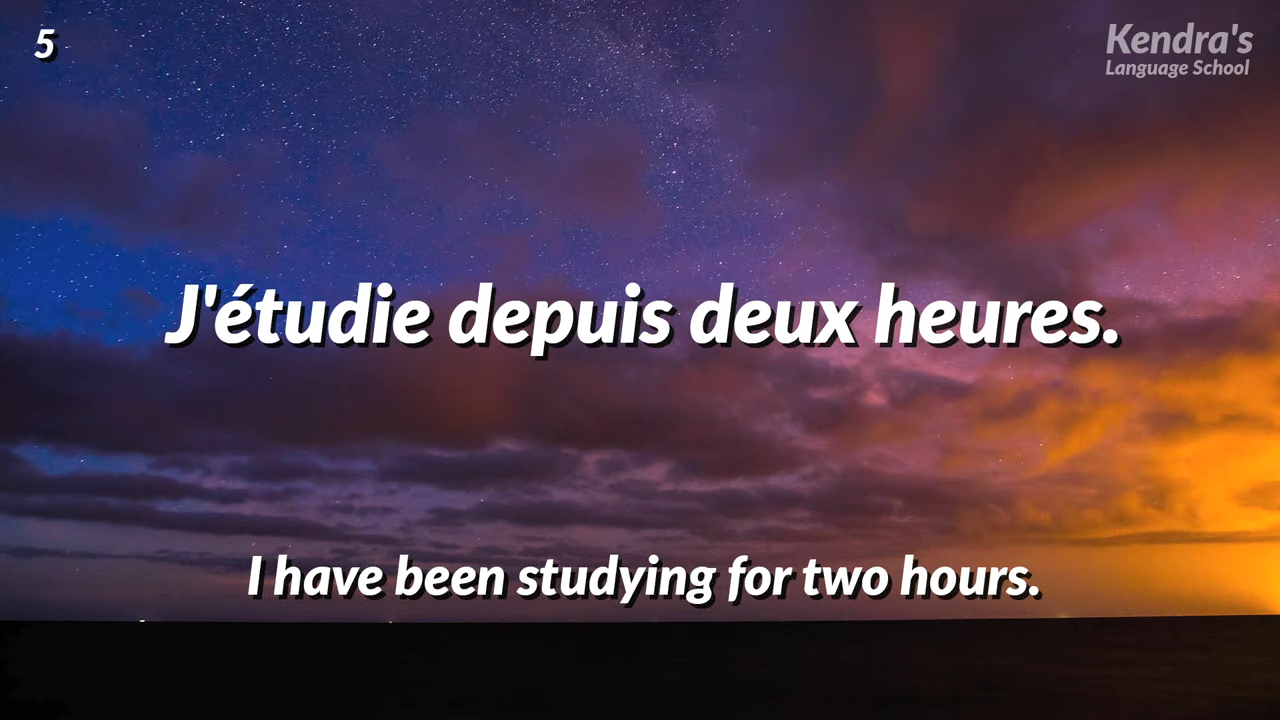 5
Kendra's
Language School
J'étudie depuis deux heures.
I have been studying for two hours.